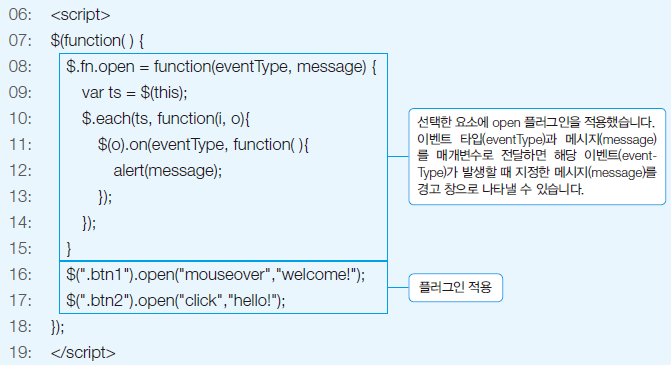 06: <script>
07: $(function( ) {
08: $.fn.open = function(eventType, message) {
09: var ts = $(this);
10: $.each(ts, function(i, o){
11: $(o).on(eventType, function( ){
12: alert(message);
13: });
14: });
15: }
16: $(".btn1").open("mouseover","welcome!");
17: $(".btn2").open("click","hello!");
18: });
19: </script>
선택한 요소에 open 플러그인을 적용했습니다.
이벤트 타입(eventType)과 메시지(message)
를 매개변수로 전달하면 해당 이벤트(event-
Type)가 발생할 때 지정한 메시지(message)를
경고 창으로 나타낼 수 있습니다.
플러그인 적용